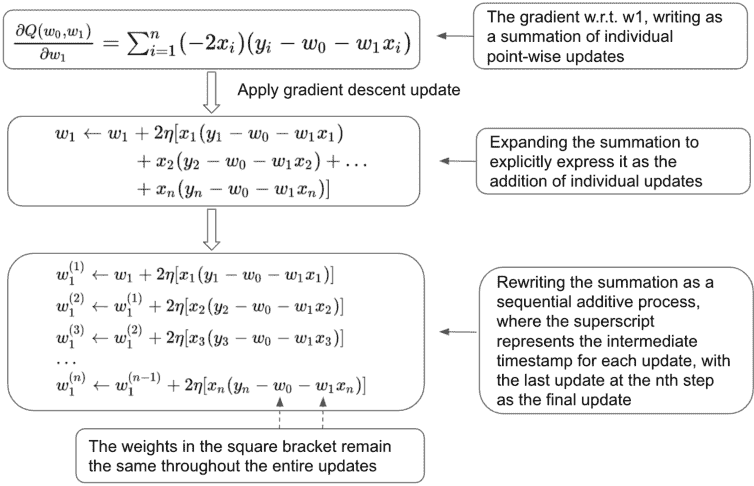 ∂Q(w₀,w₁)/∂w₁ = ∑ⁿᵢ₌₁(−2xᵢ)(yᵢ − w₀ − w₁xᵢ)
The gradient w.r.t. w1, writing as
a summation of individual
point-wise updates
Apply gradient descent update
w₁ ← w₁ + 2η[x₁(y₁ − w₀ − w₁x₁)
+ x₂(y₂ − w₀ − w₁x₂) + …
+ xₙ(yₙ − w₀ − w₁xₙ)]
Expanding the summation to
explicitly express it as the
addition of individual updates
w₁⁽¹⁾ ← w₁ + 2η[x₁(y₁ − w₀ − w₁x₁)]
w₁⁽²⁾ ← w₁⁽¹⁾ + 2η[x₂(y₂ − w₀ − w₁x₂)]
w₁⁽³⁾ ← w₁⁽²⁾ + 2η[x₃(y₃ − w₀ − w₁x₃)]
…
w₁⁽ⁿ⁾ ← w₁⁽ⁿ⁻¹⁾ + 2η[xₙ(yₙ − w₀ − w₁xₙ)]
Rewriting the summation as a
sequential additive process,
where the superscript
represents the intermediate
timestamp for each update, with
the last update at the nth step
as the final update
The weights in the square bracket remain
the same throughout the entire updates